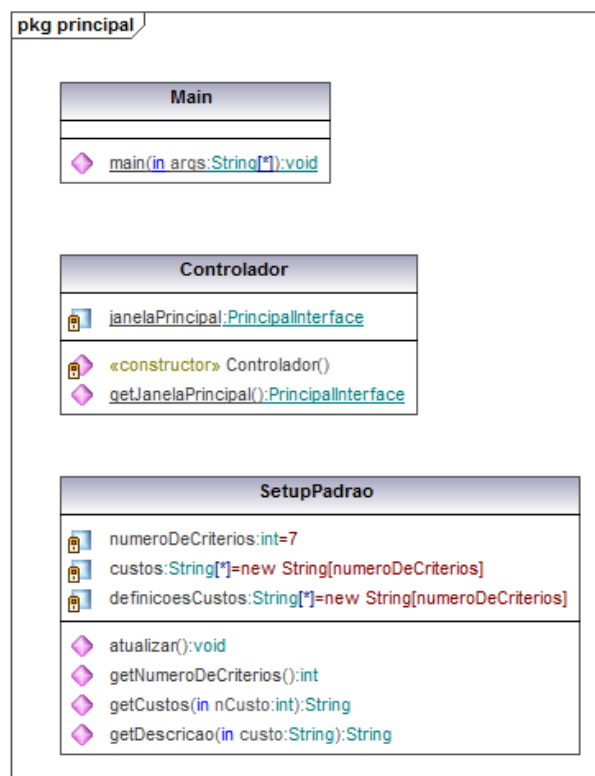 pkg principal
Main
main(in args:String[*]):void
Controlador
janelaPrincipal:PrincipalInterface
«constructor» Controlador()
getJanelaPrincipal():PrincipalInterface
SetupPadrao
numeroDeCriterios:int=7
custos:String[*]=new String[numeroDeCriterios]
definicoesCustos:String[*]=new String[numeroDeCriterios]
atualizar():void
getNumeroDeCriterios():int
getCustos(in nCusto:int):String
getDescricao(in custo:String):String